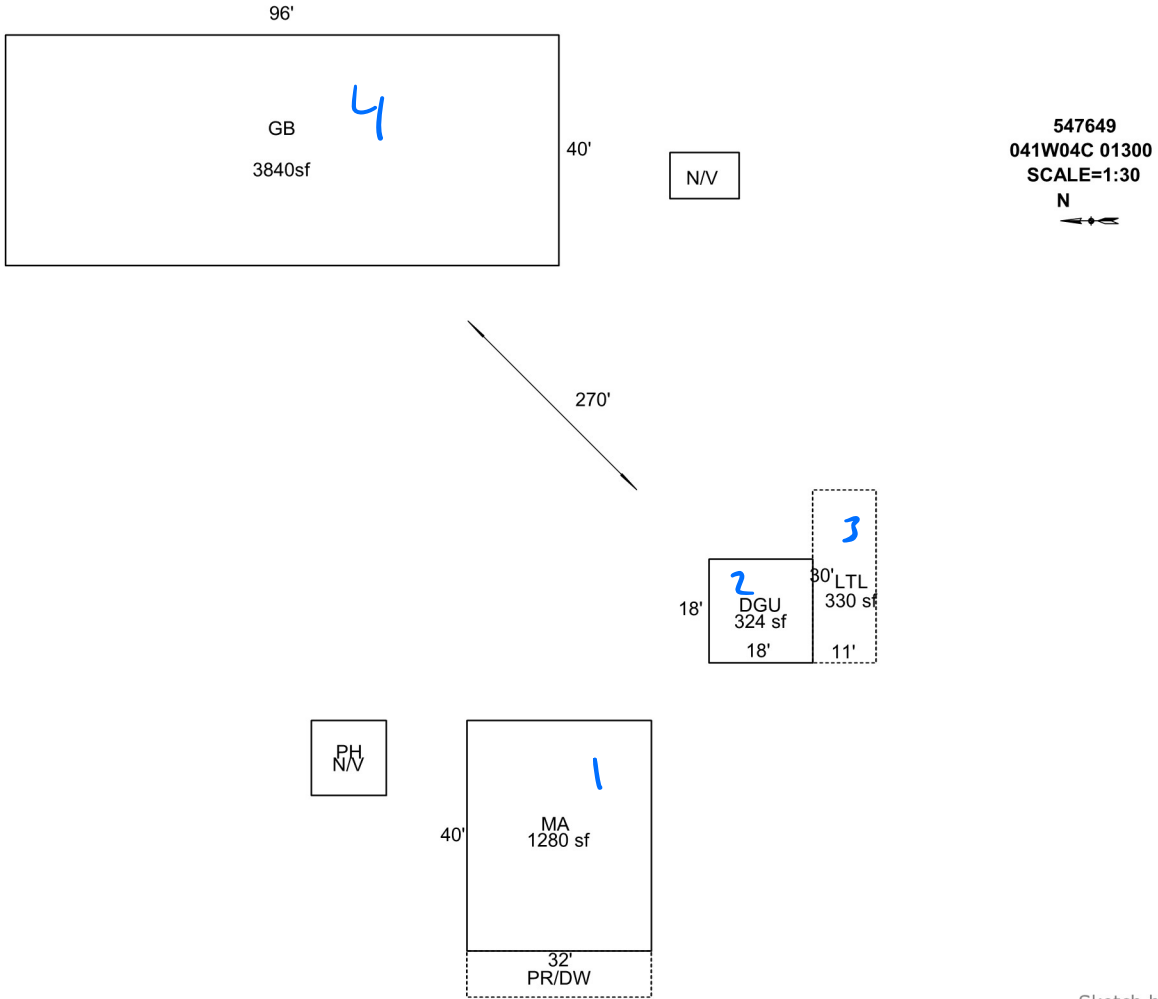 96'
GB
4
3840sf
40'
N/V
547649
041W04C 01300
SCALE=1:30
N
270'
3
2
30'
LTL
330 sf
18'
DGU
324 sf
18'
11'
PH
N/V
1
MA
1280 sf
40'
32'
PR/DW